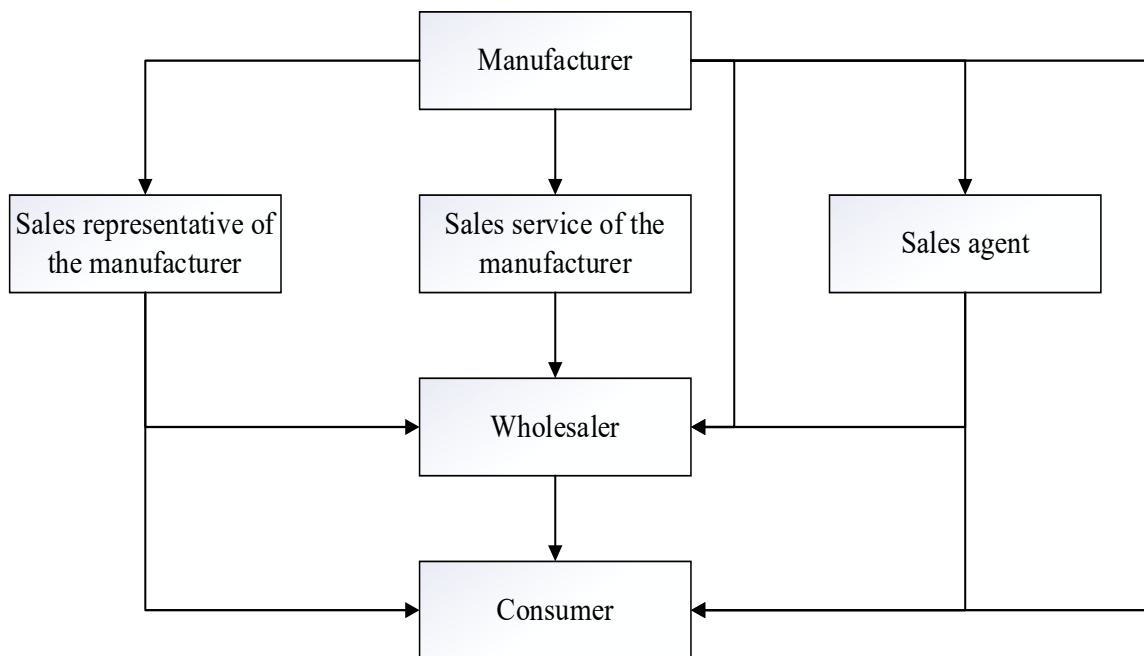 Manufacturer
Sales representative of
the manufacturer
Sales service of the
manufacturer
Sales agent
Wholesaler
Consumer